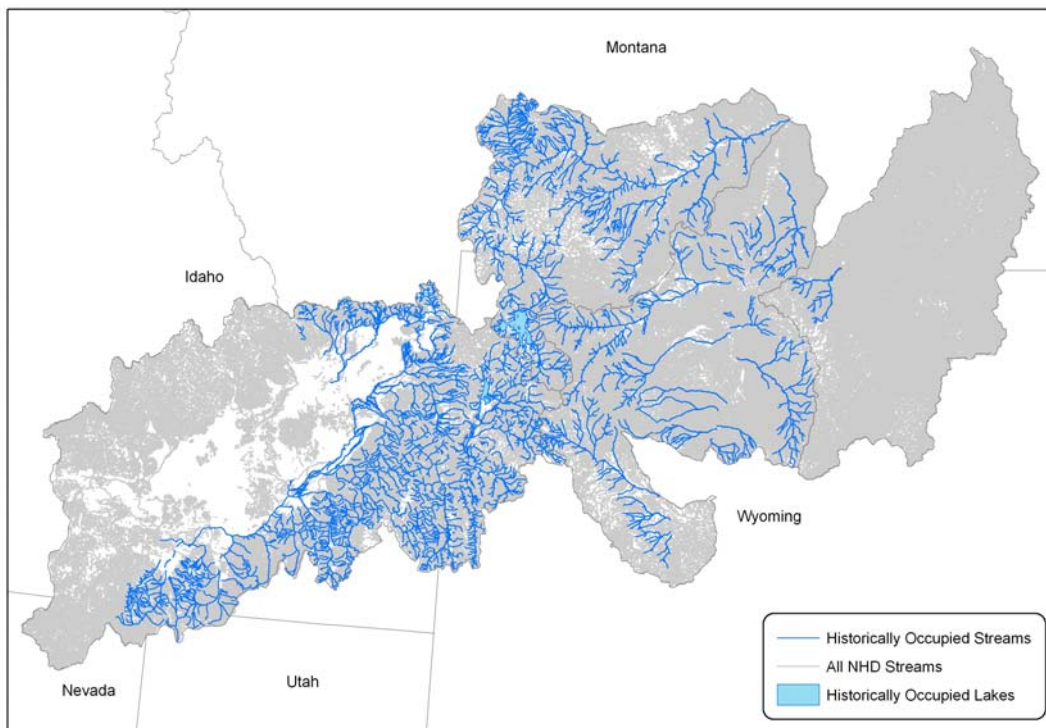 Montana
Idaho
Wyoming
Nevada
Utah
Historically Occupied Streams
All NHD Streams
Historically Occupied Lakes